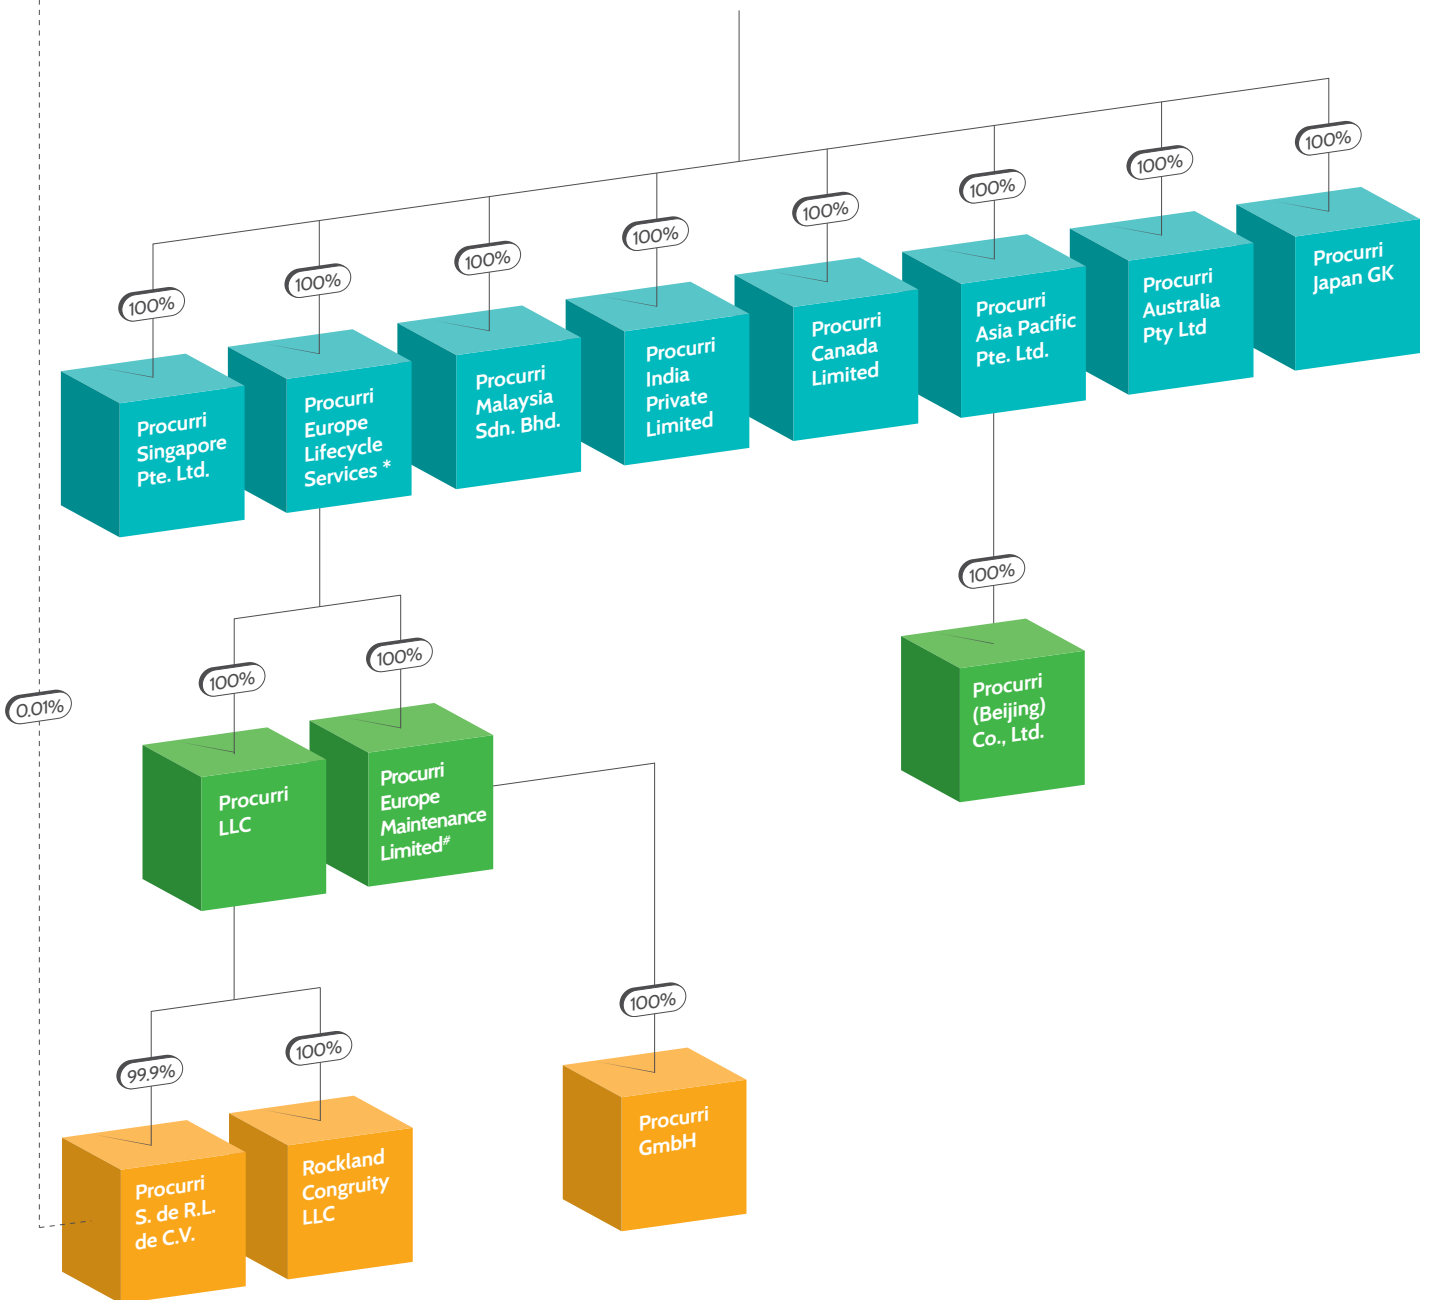 100%
100%
100%
100%
100%
100%
100%
100%
Procurri
Singapore
Pte. Ltd.
Procurri
Europe
Lifecycle
Services *
Procurri
Malaysia
Sdn. Bhd.
Procurri
India
Private
Limited
Procurri
Canada
Limited
Procurri
Asia Pacific
Pte. Ltd.
Procurri
Australia
Pty Ltd
Procurri
Japan GK
100%
100%
100%
0.01%
Procurri
LLC
Procurri
Europe
Maintenance
Limited#
Procurri
(Beijing)
Co., Ltd.
99.9%
100%
100%
Procurri
S. de R.L.
de C.V.
Rockland
Congruity
LLC
Procurri
GmbH